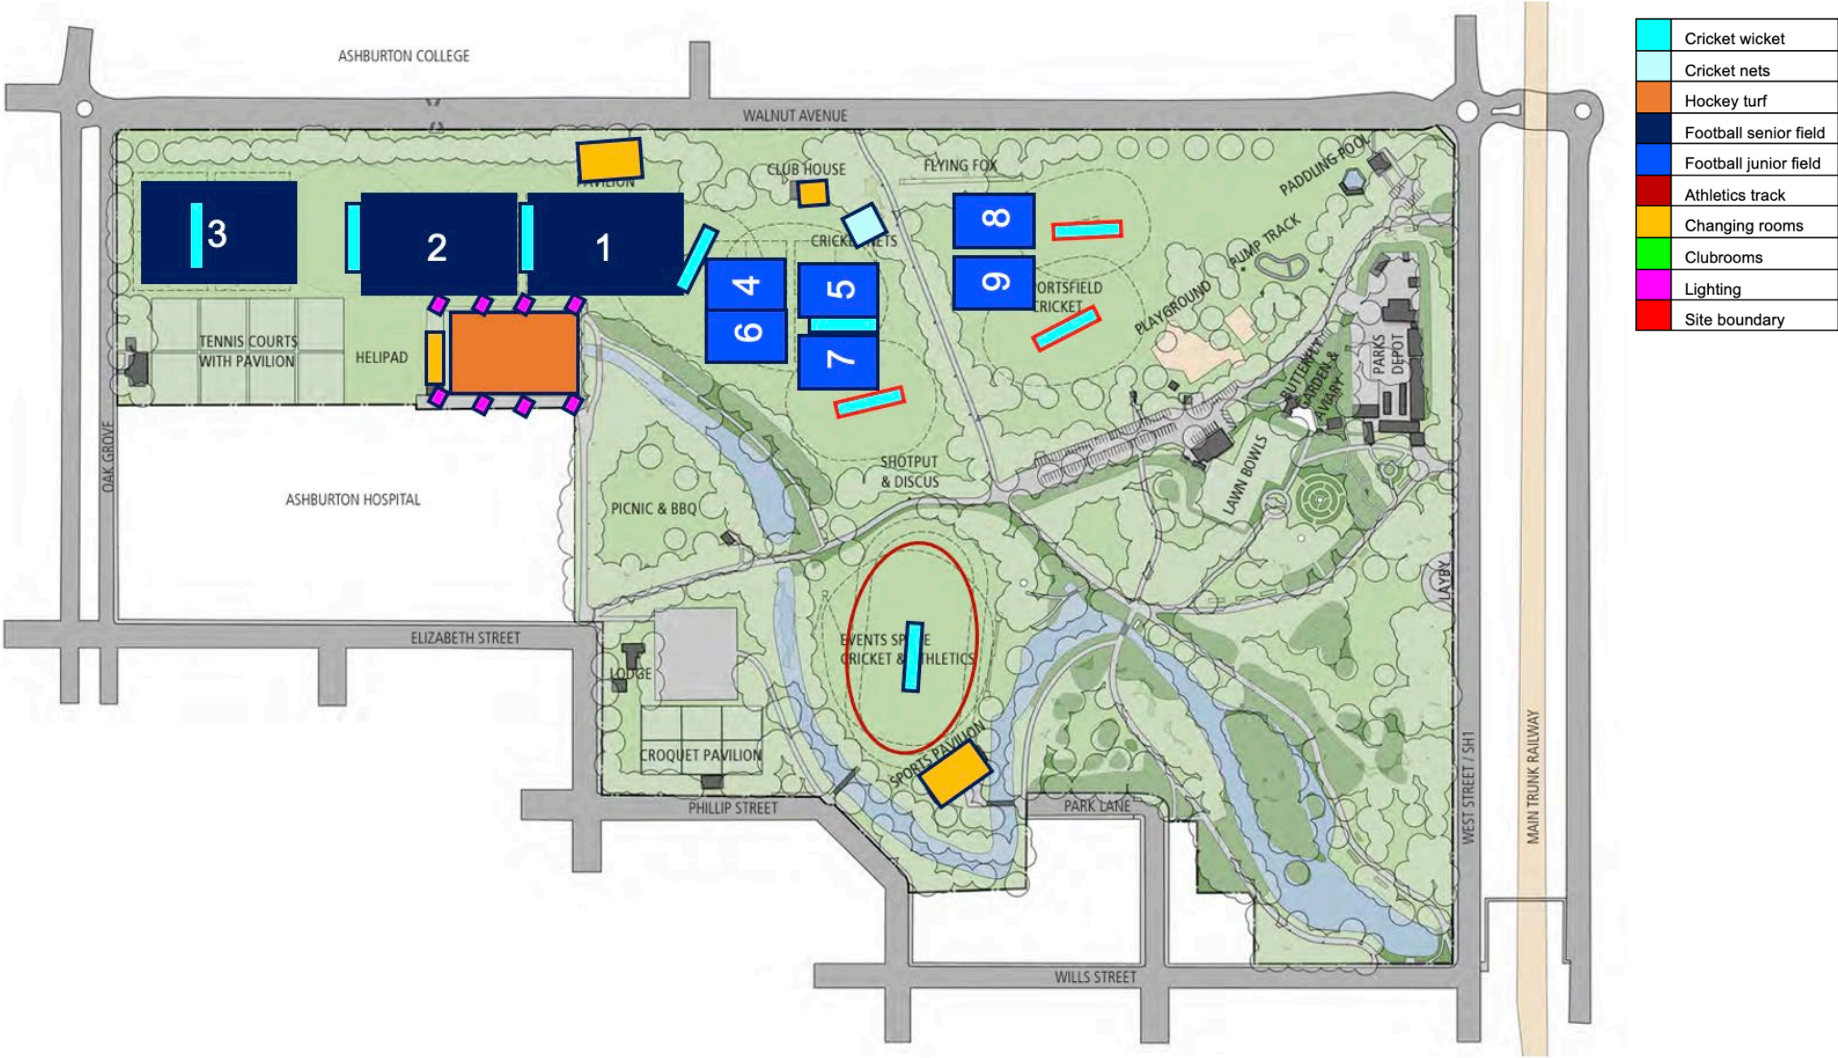 ASHBURTON COLLEGE
WALNUT AVENUE
PAVILION
CLUB HOUSE
FLYING FOX
PADDLING POOL
3
2
1
CRICKET NETS
8
PUMP TRACK
4
5
9
PORTSFIELD
CRICKET
PLAYGROUND
6
7
TENNIS COURTS
WITH PAVILION
HELIPAD
PARKS
DEPOT
BUTTERFLY
GARDEN &
AVIARY
OAK GROVE
ASHBURTON HOSPITAL
PICNIC & BBQ
SHOTPUT
& DISCUS
LAWN BOWLS
LAYBY
ELIZABETH STREET
LODGE
EVENTS SP
CRICKET & THLETICS
CROQUET PAVILION
SPORTS PAVILION
PHILLIP STREET
PARK LANE
WEST STREET / SH1
MAIN TRUNK RAILWAY
WILLS STREET
Cricket wicket
Cricket nets
Hockey turf
Football senior field
Football junior field
Athletics track
Changing rooms
Clubrooms
Lighting
Site boundary